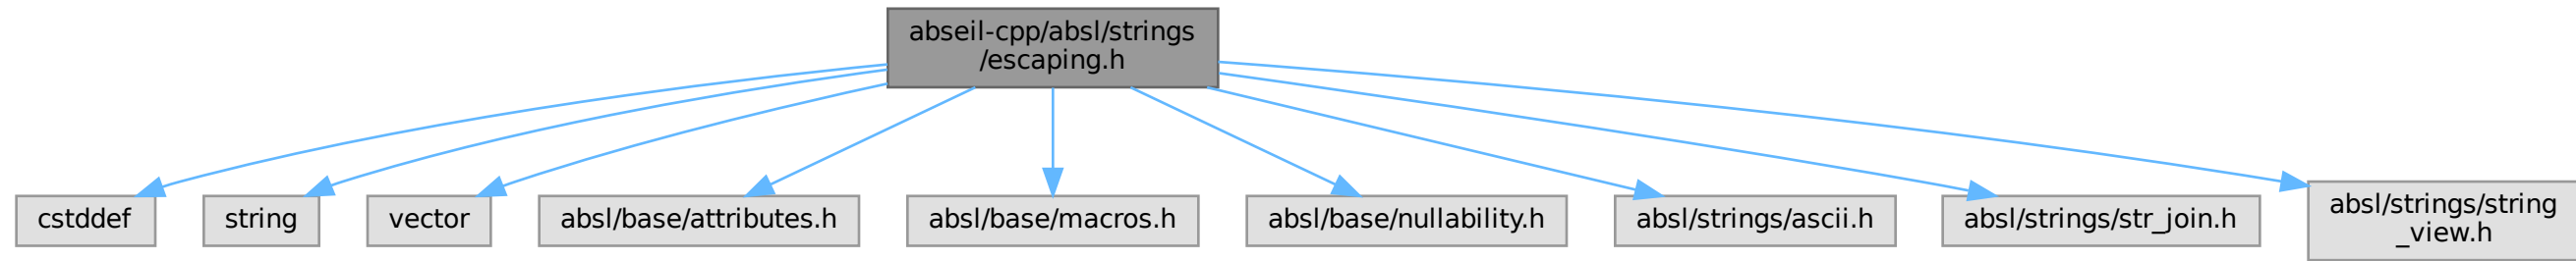 abseil-cpp/absl/strings
/escaping.h
cstddef
string
vector
absl/base/attributes.h
absl/base/macros.h
absl/base/nullability.h
absl/strings/ascii.h
absl/strings/str_join.h
absl/strings/string
_view.h